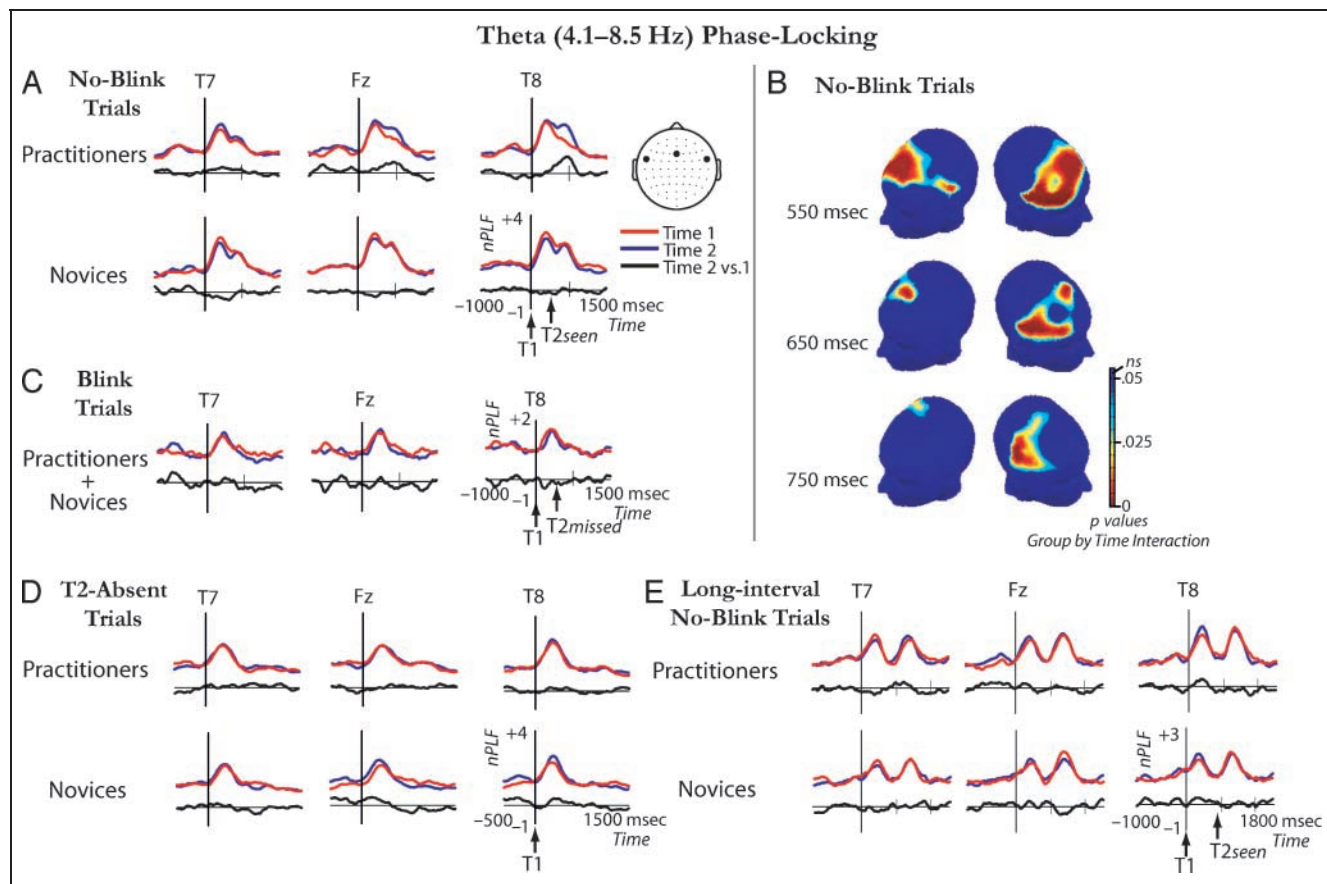 Theta (4.1–8.5 Hz) Phase-Locking
A No-Blink Trials
T7 Fz T8
Practitioners
Novices
nPLF +4
–1000 –1 1500 msec
Time
T1 T2seen
Time 1
Time 2
Time 2 vs.1
B No-Blink Trials
550 msec
650 msec
750 msec
ns
.05
.025
0
p values
Group by Time Interaction
C Blink
Trials
T7 Fz T8
Practitioners
+
Novices
nPLF +2
–1000 –1 1500 msec
Time
T1 T2missed
D T2-Absent
Trials
T7 Fz T8
Practitioners
Novices
nPLF +4
–500 –1 1500 msec
Time
T1
E Long-interval
No-Blink Trials
T7 Fz T8
Practitioners
Novices
nPLF +3
–1000 –1 1800 msec
Time
T1 T2seen